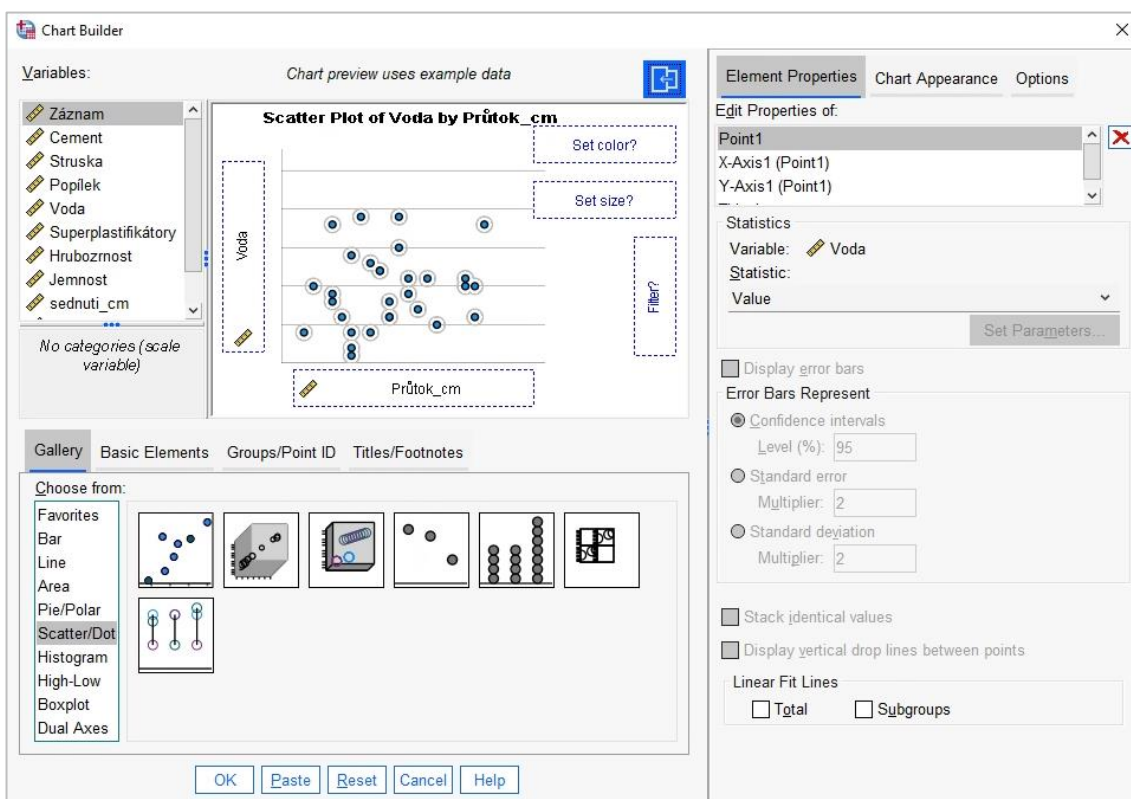 Chart Builder
Variables:
Chart preview uses example data
Záznam
Cement
Struska
Popílek
Voda
Superplastifikátory
Hrubozrnost
Jemnost
sednuti_cm
No categories (scale
variable)
Scatter Plot of Voda by Průtok_cm
Set color?
Set size?
Filter?
Voda
Průtok_cm
Gallery Basic Elements Groups/Point ID Titles/Footnotes
Choose from:
Favorites
Bar
Line
Area
Pie/Polar
Scatter/Dot
Histogram
High-Low
Boxplot
Dual Axes
OK Paste Reset Cancel Help
Element Properties Chart Appearance Options
Edit Properties of:
Point1
X-Axis1 (Point1)
Y-Axis1 (Point1)
Statistics
Variable: Voda
Statistic:
Value
Set Parameters...
Display error bars
Error Bars Represent
Confidence intervals
Level (%): 95
Standard error
Multiplier: 2
Standard deviation
Multiplier: 2
Stack identical values
Display vertical drop lines between points
Linear Fit Lines
Total Subgroups